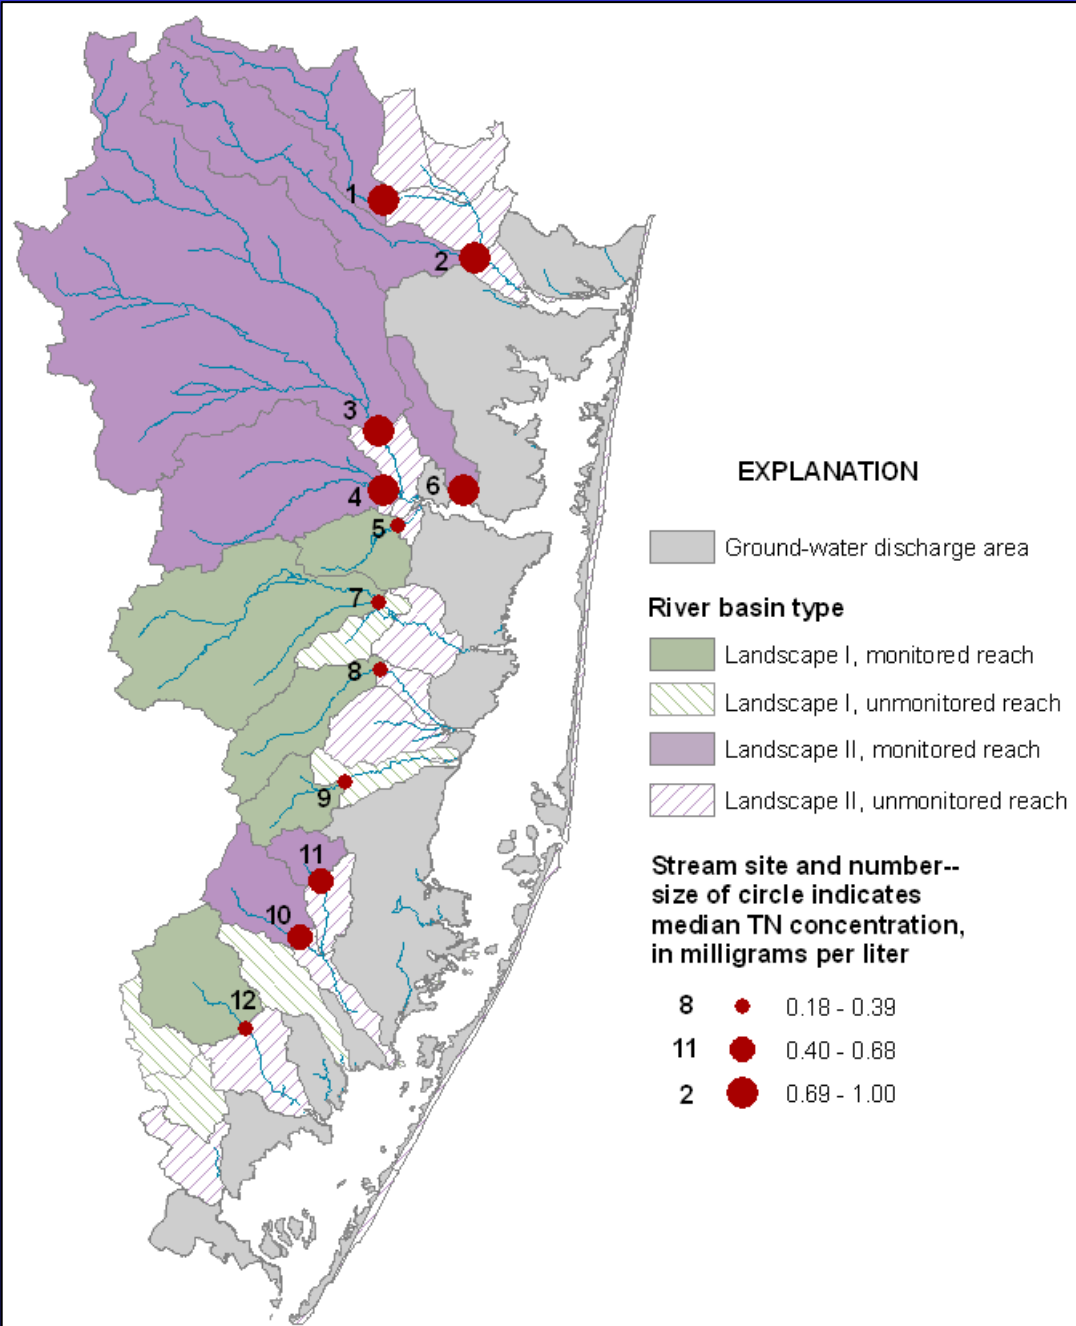 1
2
3
4
6
5
7
8
9
11
10
12
EXPLANATION
Ground-water discharge area
River basin type
Landscape I, monitored reach
Landscape I, unmonitored reach
Landscape II, monitored reach
Landscape II, unmonitored reach
Stream site and number--
size of circle indicates
median TN concentration,
in milligrams per liter
8 0.18 - 0.39
11 0.40 - 0.68
2 0.69 - 1.00